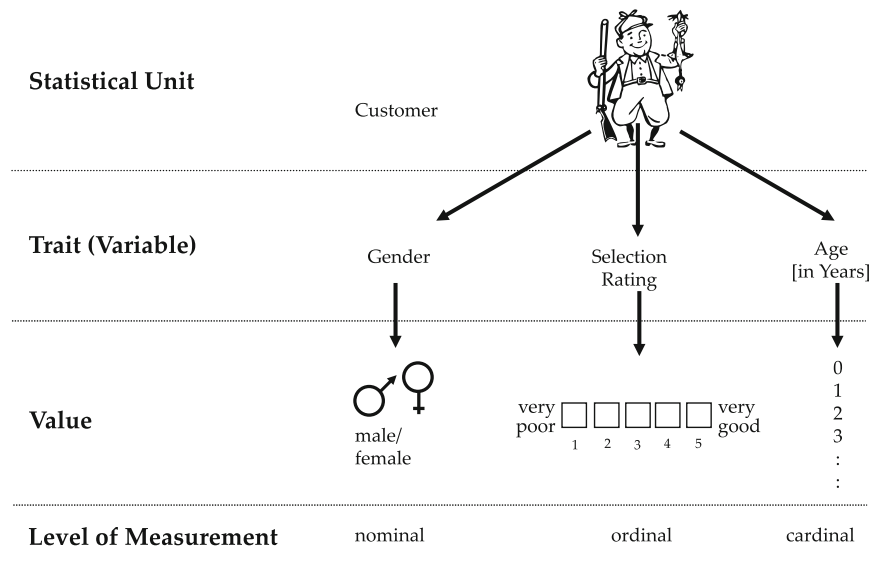 Statistical Unit
Customer
Trait (Variable)
Gender
Selection
Rating
Age
[in Years]
Value
male/
female
very
poor
1 2 3 4 5
very
good
0
1
2
3
:
:
Level of Measurement nominal ordinal cardinal